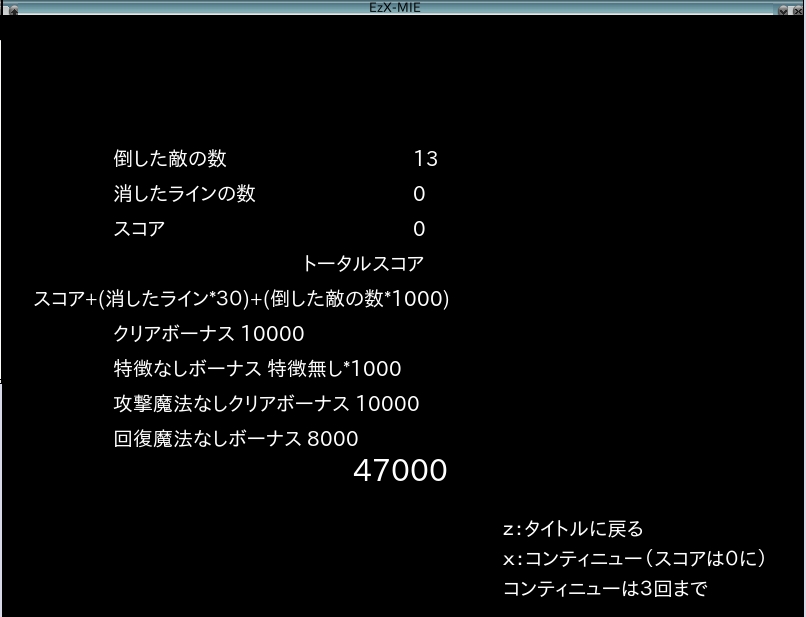 EzX-MIE
倒した敵の数 13
消したラインの数 0
スコア 0
トータルスコア
スコア+(消したライン*30)+(倒した敵の数*1000)
クリアボーナス 10000
特徴なしボーナス 特徴無し*1000
攻撃魔法なしクリアボーナス 10000
回復魔法なしボーナス 8000
47000
z:タイトルに戻る
x:コンティニュー(スコアは0に)
コンティニューは3回まで